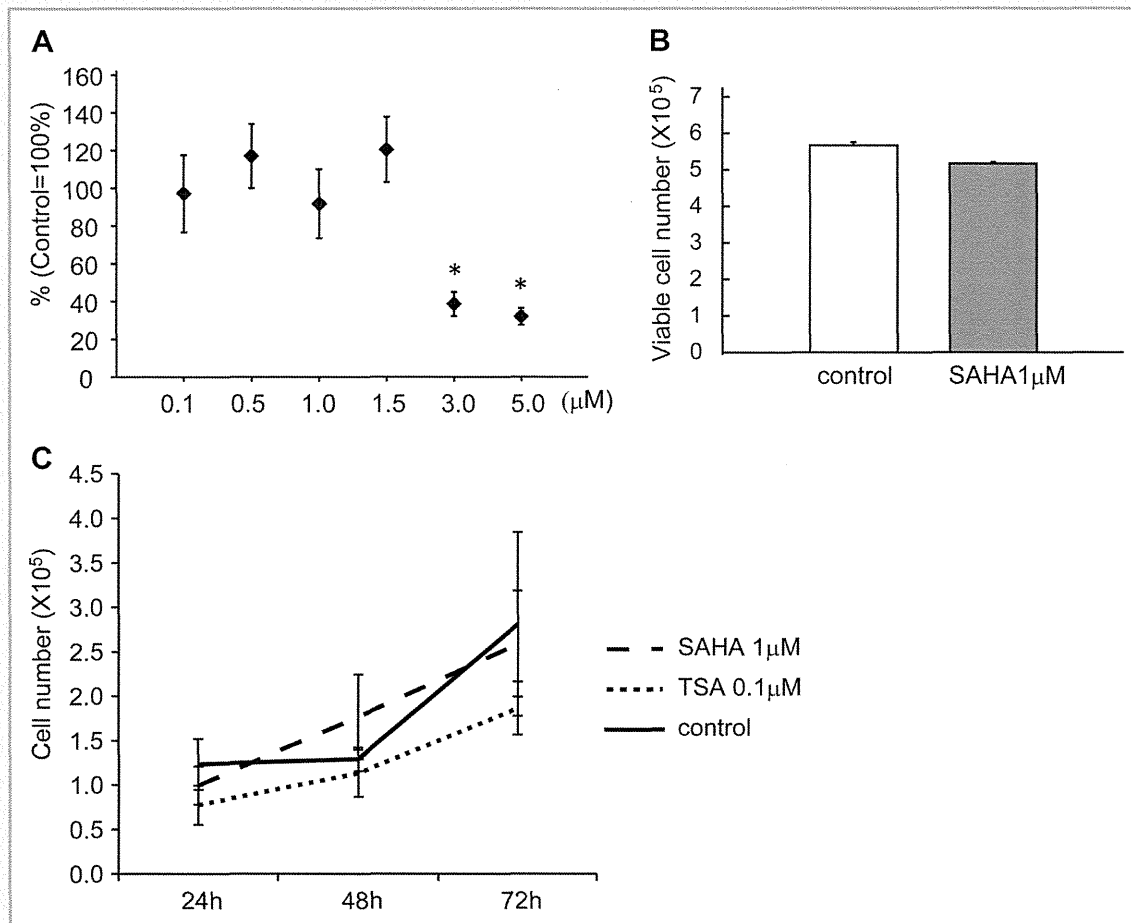 A
% (Control=100%)
160
140
120
100
80
60
40
20
0
*
*
0.1 0.5 1.0 1.5 3.0 5.0 (μM)
B
Viable cell number (X10⁵)
7
6
5
4
3
2
1
0
control SAHA1μM
C
Cell number (X10⁵)
4.5
4.0
3.5
3.0
2.5
2.0
1.5
1.0
0.5
0.0
24h 48h 72h
SAHA 1μM
TSA 0.1μM
control